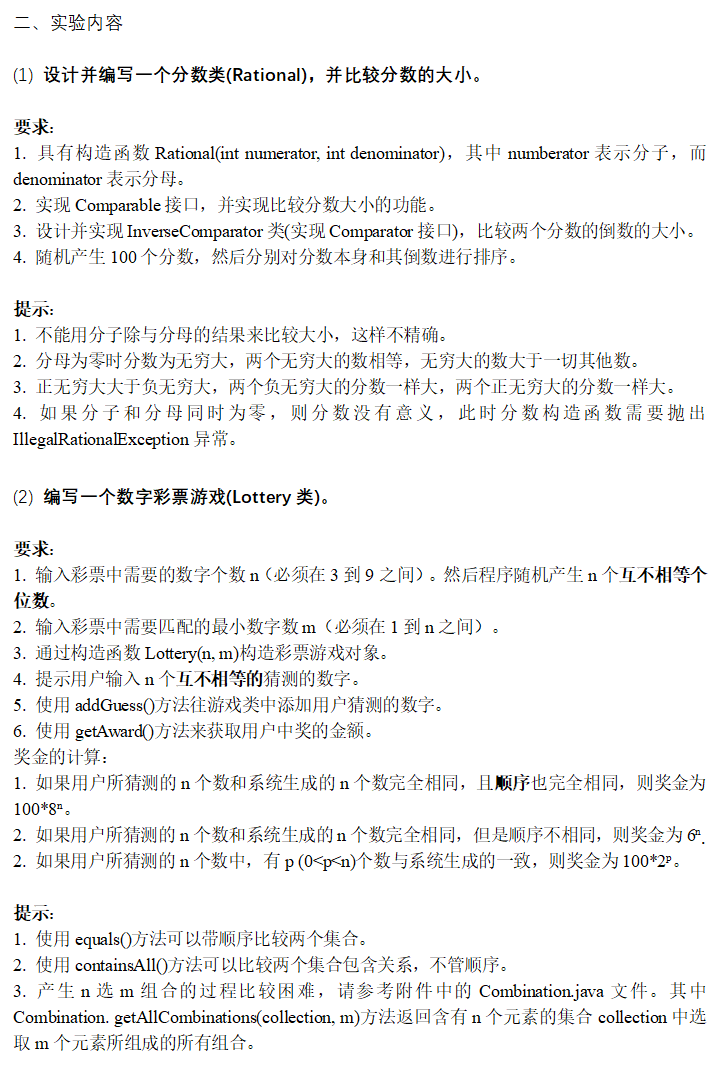 二、实验内容
(1) 设计并编写一个分数类(Rational)，并比较分数的大小。
要求：
1. 具有构造函数 Rational(int numerator, int denominator)，其中 numberator 表示分子，而
denominator 表示分母。
2. 实现 Comparable 接口，并实现比较分数大小的功能。
3. 设计并实现 InverseComparator 类(实现 Comparator 接口)，比较两个分数的倒数的大小。
4. 随机产生 100 个分数，然后分别对分数本身和其倒数进行排序。
提示：
1. 不能用分子除与分母的结果来比较大小，这样不精确。
2. 分母为零时分数为无穷大，两个无穷大的数相等，无穷大的数大于一切其他数。
3. 正无穷大大于负无穷大，两个负无穷大的分数一样大，两个正无穷大的分数一样大。
4. 如果分子和分母同时为零，则分数没有意义，此时分数构造函数需要抛出
IllegalRationalException 异常。
(2) 编写一个数字彩票游戏(Lottery 类)。
要求：
1. 输入彩票中需要的数字个数 n（必须在 3 到 9 之间）。然后程序随机产生 n 个互不相等个
位数。
2. 输入彩票中需要匹配的最小数字数 m（必须在 1 到 n 之间）。
3. 通过构造函数 Lottery(n, m)构造彩票游戏对象。
4. 提示用户输入 n 个互不相等的猜测的数字。
5. 使用 addGuess()方法往游戏类中添加用户猜测的数字。
6. 使用 getAward()方法来获取用户中奖的金额。
奖金的计算：
1. 如果用户所猜测的 n 个数和系统生成的 n 个数完全相同，且顺序也完全相同，则奖金为
100*8ⁿ。
2. 如果用户所猜测的 n 个数和系统生成的 n 个数完全相同，但是顺序不相同，则奖金为 6ⁿ.
2. 如果用户所猜测的 n 个数中，有 p (0<p<n)个数与系统生成的一致，则奖金为 100*2ᵖ。
提示：
1. 使用 equals()方法可以带顺序比较两个集合。
2. 使用 containsAll()方法可以比较两个集合包含关系，不管顺序。
3. 产生 n 选 m 组合的过程比较困难，请参考附件中的 Combination.java 文件。其中
Combination. getAllCombinations(collection, m)方法返回含有 n 个元素的集合 collection 中选
取 m 个元素所组成的所有组合。